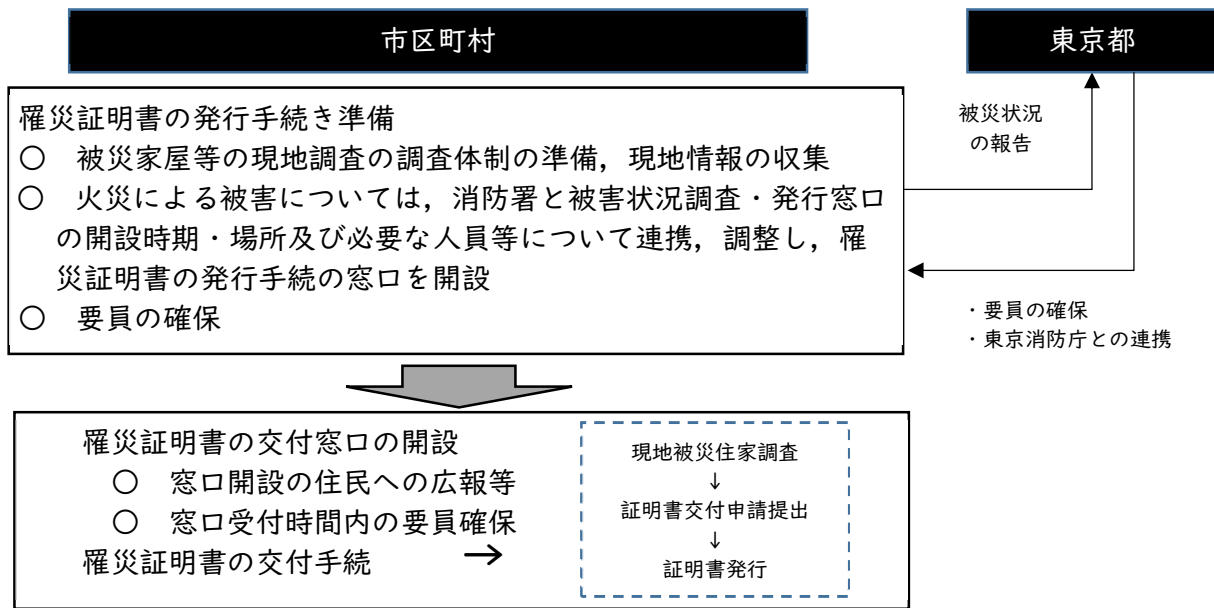 市区町村
東京都
罹災証明書の発行手続き準備
○ 被災家屋等の現地調査の調査体制の準備，現地情報の収集
○ 火災による被害については，消防署と被害状況調査・発行窓口
の開設時期・場所及び必要な人員等について連携，調整し，罹
災証明書の発行手続の窓口を開設
○ 要員の確保
被災状況
の報告
・要員の確保
・東京消防庁との連携
罹災証明書の交付窓口の開設
○ 窓口開設の住民への広報等
○ 窓口受付時間内の要員確保
罹災証明書の交付手続 →
現地被災住家調査
↓
証明書交付申請提出
↓
証明書発行